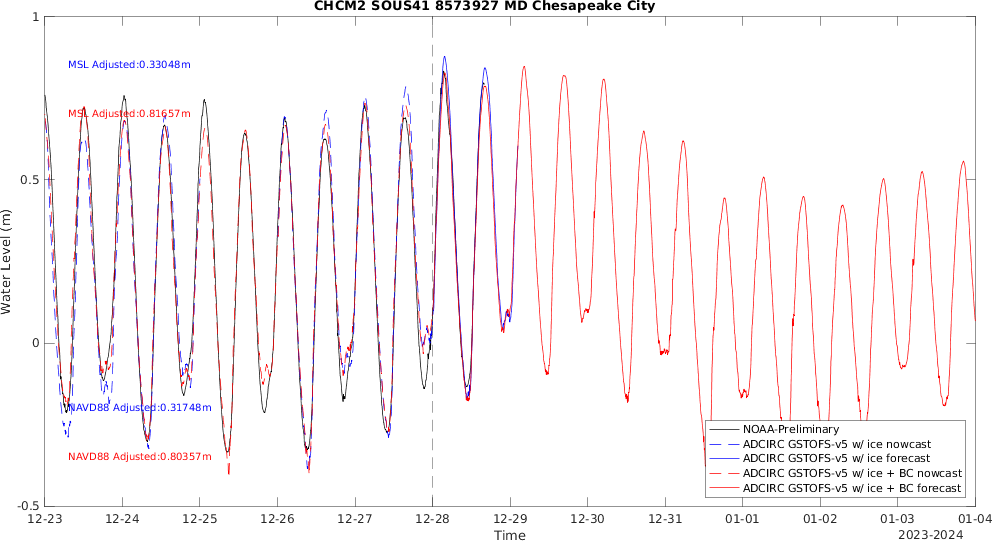 CHCM2 SOUS41 8573927 MD Chesapeake City
1
0.5
0
-0.5
Water Level (m)
MSL Adjusted:0.33048m
MSL Adjusted:0.81657m
NAVD88 Adjusted:0.31748m
NAVD88 Adjusted:0.80357m
NOAA-Preliminary
ADCIRC GSTOFS-v5 w/ ice nowcast
ADCIRC GSTOFS-v5 w/ ice forecast
ADCIRC GSTOFS-v5 w/ ice + BC nowcast
ADCIRC GSTOFS-v5 w/ ice + BC forecast
12-23 12-24 12-25 12-26 12-27 12-28 12-29 12-30 12-31 01-01 01-02 01-03 01-04
Time
2023-2024